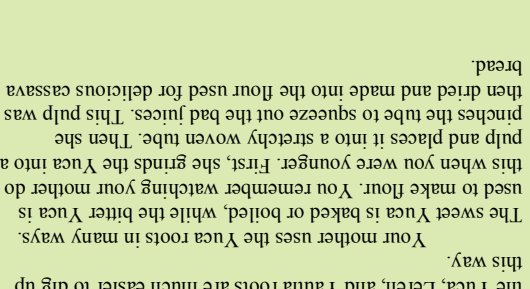 the Yuca, Leren, and Yautia roots are much easier to dig up
this way.
Your mother uses the Yuca roots in many ways.
The sweet Yuca is baked or boiled, while the bitter Yuca is
used to make flour. You remember watching your mother do
this when you were younger. First, she grinds the Yuca into a
pulp and places it into a stretchy woven tube. Then she
pinches the tube to squeeze out the bad juices. This pulp was
then dried and made into the flour used for delicious cassava
bread.